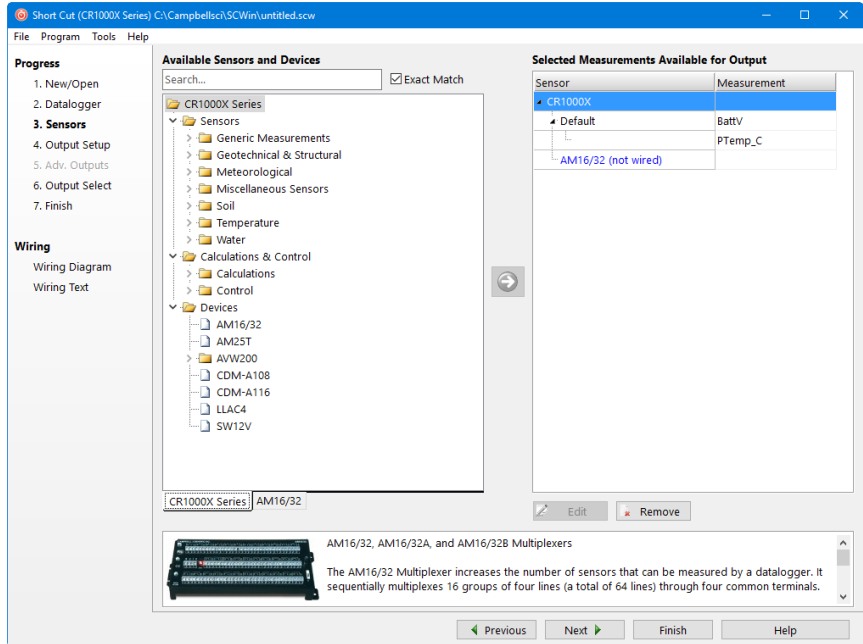 Short Cut (CR1000X Series) C:\Campbellsci\SCWin\untitled.scw
File Program Tools Help
Progress
1. New/Open
2. Datalogger
3. Sensors
4. Output Setup
5. Adv. Outputs
6. Output Select
7. Finish
Wiring
Wiring Diagram
Wiring Text
Available Sensors and Devices
Search...
Exact Match
CR1000X Series
Sensors
Generic Measurements
Geotechnical & Structural
Meteorological
Miscellaneous Sensors
Soil
Temperature
Water
Calculations & Control
Calculations
Control
Devices
AM16/32
AM25T
AVW200
CDM-A108
CDM-A116
LLAC4
SW12V
CR1000X Series AM16/32
Selected Measurements Available for Output
Sensor Measurement
CR1000X
Default BattV
PTemp_C
AM16/32 (not wired)
Edit Remove
AM16/32, AM16/32A, and AM16/32B Multiplexers
The AM16/32 Multiplexer increases the number of sensors that can be measured by a datalogger. It
sequentially multiplexes 16 groups of four lines (a total of 64 lines) through four common terminals.
Previous Next Finish Help